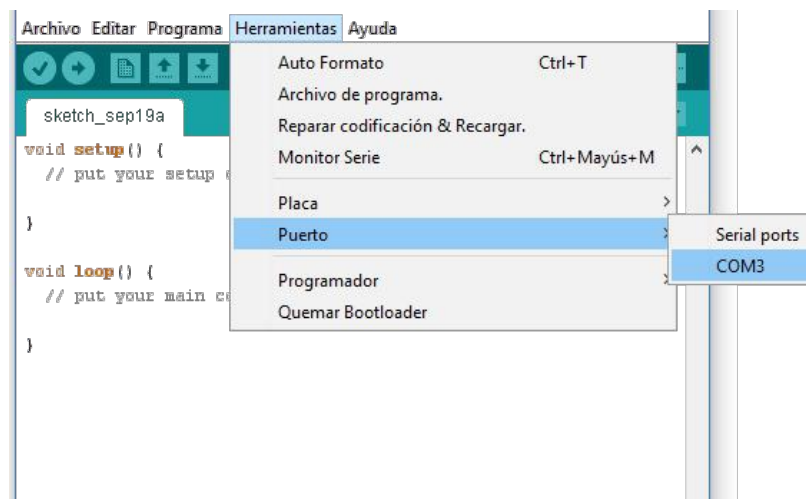 Archivo Editar Programa Herramientas Ayuda
sketch_sep19a
Auto Formato Ctrl+T
Archivo de programa.
Reparar codificación & Recargar.
Monitor Serie Ctrl+Mayús+M
Placa
Puerto
Serial ports
COM3
Programador
Quemar Bootloader
void setup() {
// put your setup
}
void loop() {
// put your main
}